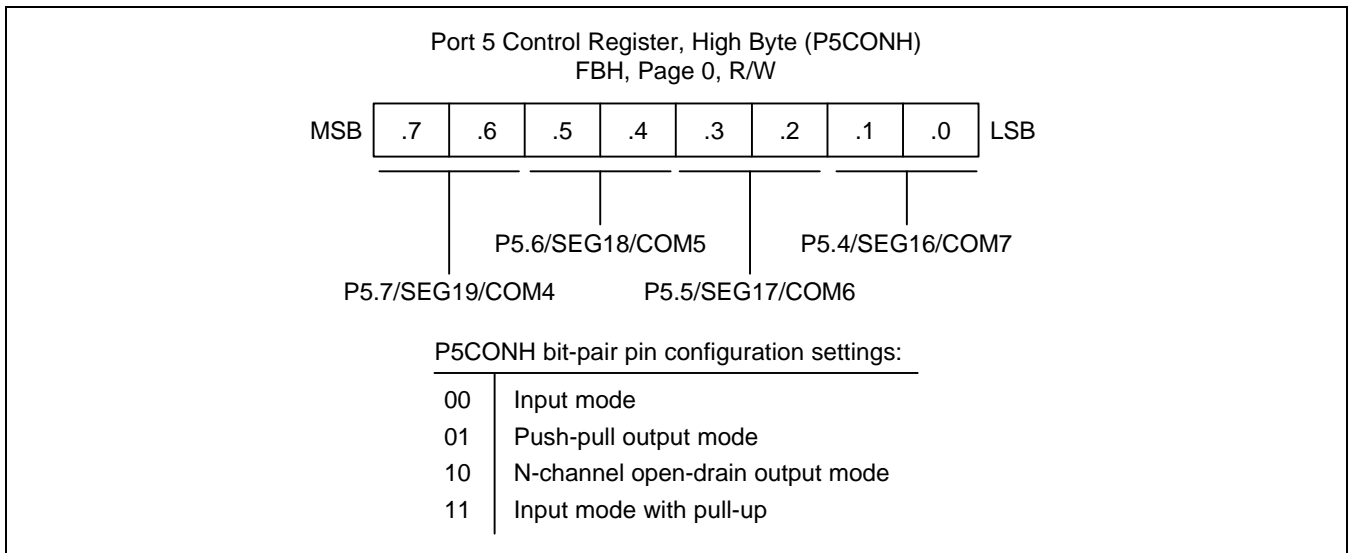 Port 5 Control Register, High Byte (P5CONH)
FBH, Page 0, R/W
MSB .7 .6 .5 .4 .3 .2 .1 .0 LSB
P5.6/SEG18/COM5 P5.4/SEG16/COM7
P5.7/SEG19/COM4 P5.5/SEG17/COM6
P5CONH bit-pair pin configuration settings:
00 Input mode
01 Push-pull output mode
10 N-channel open-drain output mode
11 Input mode with pull-up